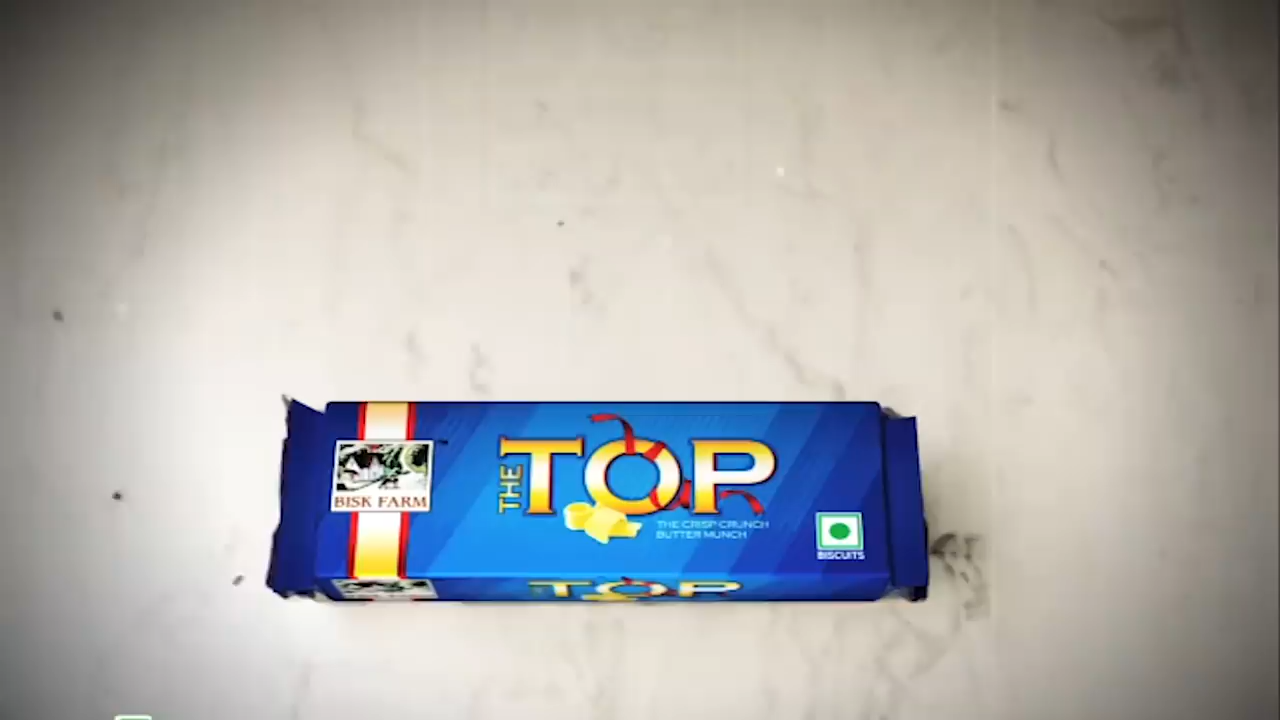 THE TOP
THE CRISP CRUNCH
BUTTER MUNCH
BISK FARM
BISCUITS
TOP